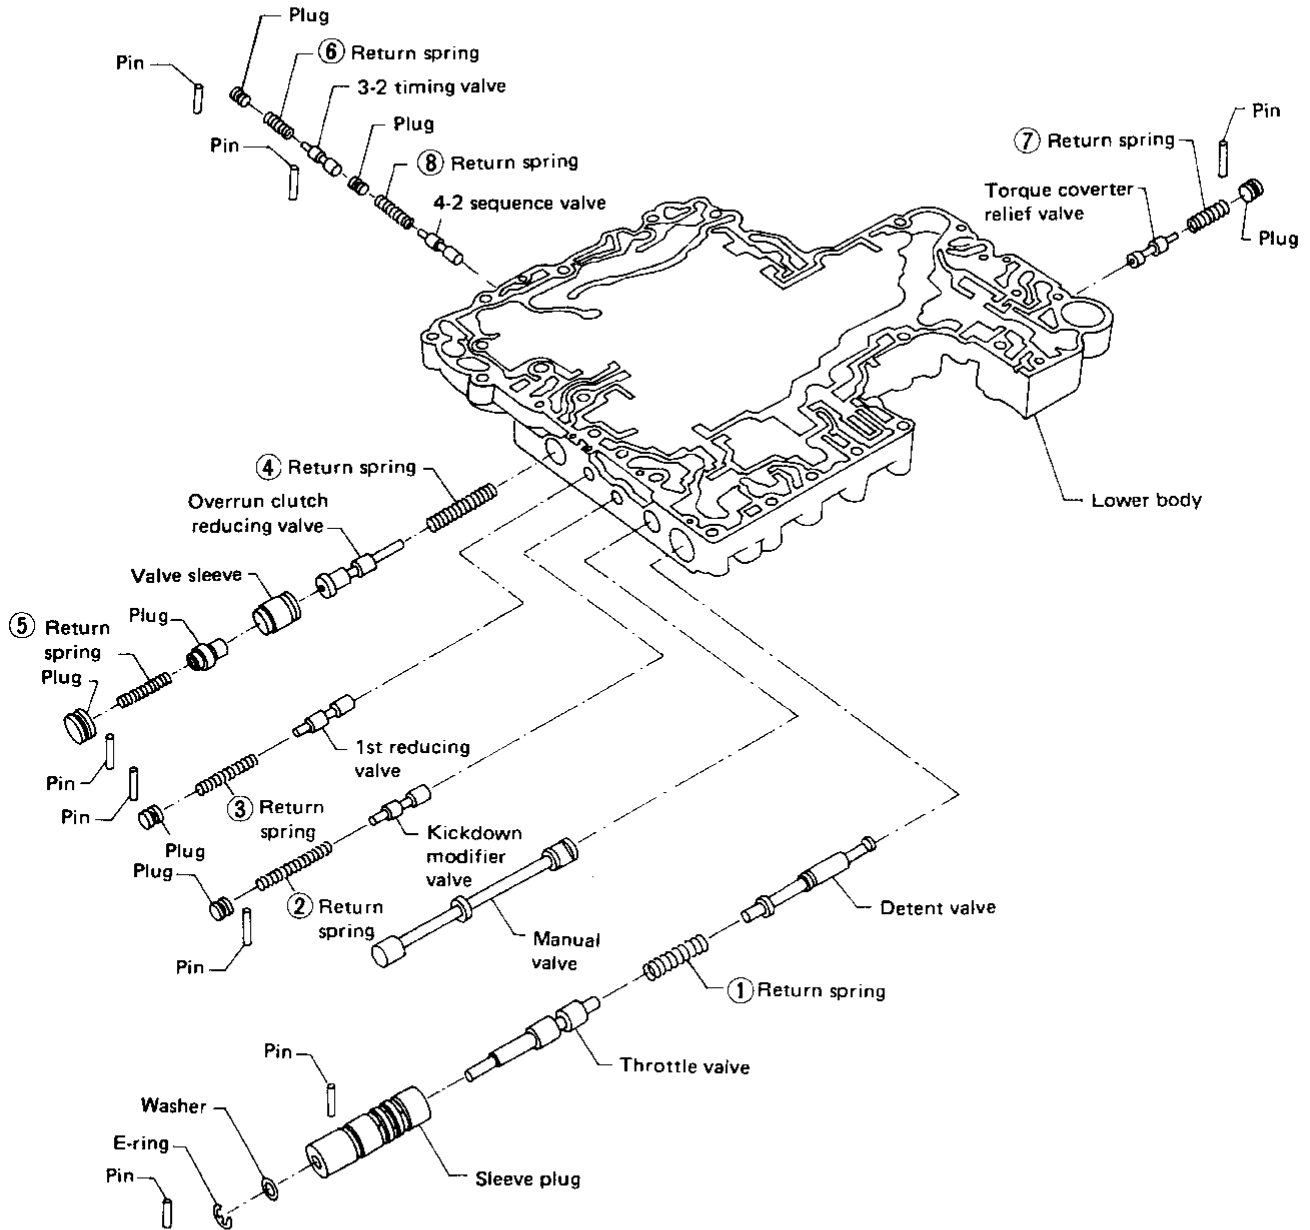 Plug
⑥ Return spring
Pin
3-2 timing valve
Plug
Pin
⑧ Return spring
4-2 sequence valve
Pin
⑦ Return spring
Torque coverter
relief valve
Plug
④ Return spring
Overrun clutch
reducing valve
Lower body
Valve sleeve
Plug
⑤ Return
spring
Plug
Pin
Pin
1st reducing
valve
③ Return
spring
Plug
Plug
Kickdown
modifier
valve
② Return
spring
Pin
Manual
valve
Detent valve
① Return spring
Throttle valve
Pin
Washer
E-ring
Pin
Sleeve plug